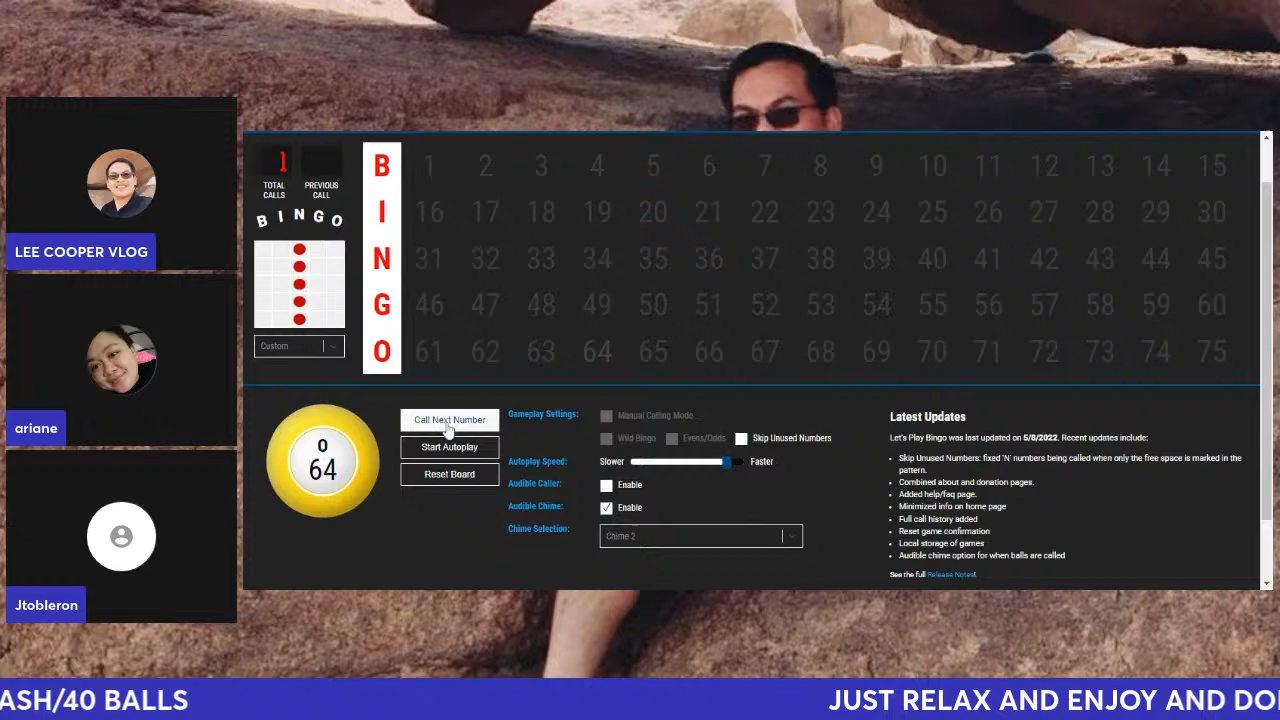 LEE COOPER VLOG
ariane
Jtobleron
1
TOTAL CALLS
PREVIOUS CALL
B I N G O
Custom
B 1 2 3 4 5 6 7 8 9 10 11 12 13 14 15
I 16 17 18 19 20 21 22 23 24 25 26 27 28 29 30
N 31 32 33 34 35 36 37 38 39 40 41 42 43 44 45
G 46 47 48 49 50 51 52 53 54 55 56 57 58 59 60
O 61 62 63 64 65 66 67 68 69 70 71 72 73 74 75
O
64
Call Next Number
Start Autoplay
Reset Board
Gameplay Settings:
Manual Calling Mode
Wild Bingo Evens/Odds Skip Unused Numbers
Autoplay Speed: Slower Faster
Audible Caller: Enable
Audible Chime: Enable
Chime Selection: Chime 2
Latest Updates
Let's Play Bingo was last updated on 5/8/2022. Recent updates include:
Skip Unused Numbers: fixed 'N' numbers being called when only the free space is marked in the
pattern.
Combined about and donation pages.
Added help/faq page.
Minimized info on home page
Full call history added
Reset game confirmation
Local storage of games
Audible chime option for when balls are called
See the full Release Notes!
ASH/40 BALLS JUST RELAX AND ENJOY AND DO